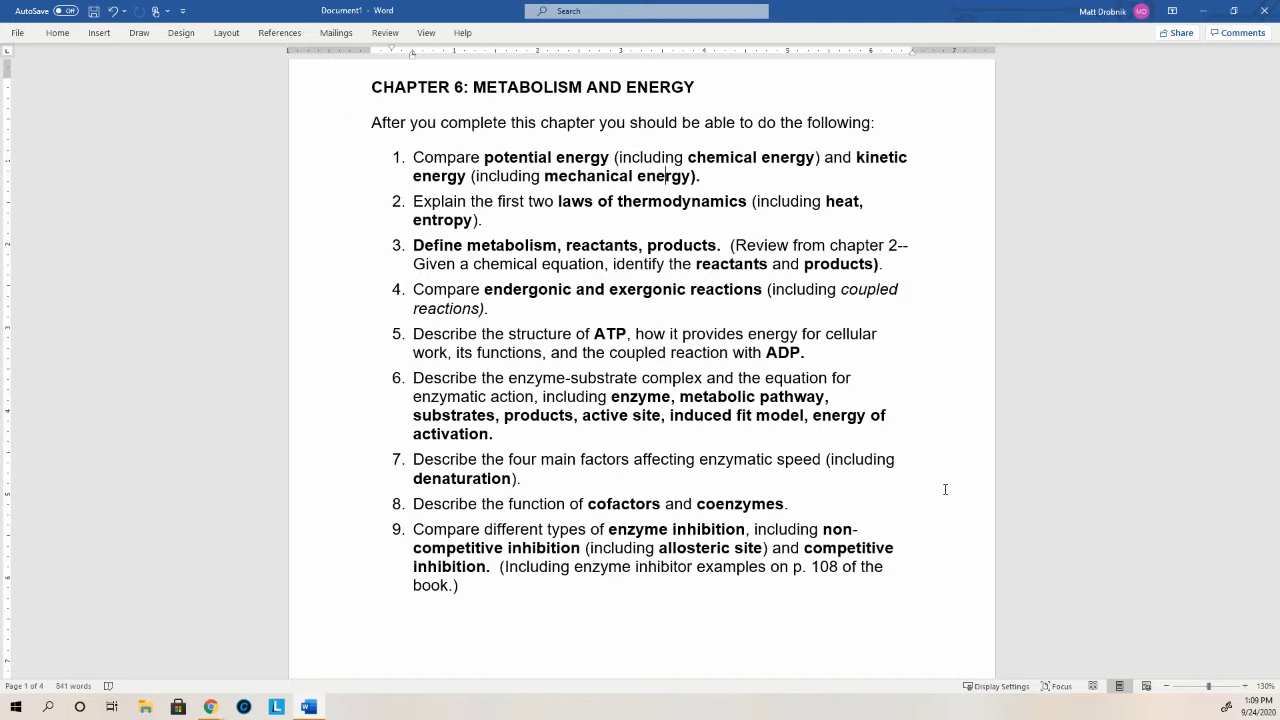 AutoSave Off Document1 - Word Search Matt Drobnik MD
File Home Insert Draw Design Layout References Mailings Review View Help Share Comments
1 1 2 3 4 5 6 7
CHAPTER 6: METABOLISM AND ENERGY
After you complete this chapter you should be able to do the following:
1. Compare potential energy (including chemical energy) and kinetic
energy (including mechanical energy).
2. Explain the first two laws of thermodynamics (including heat,
entropy).
3. Define metabolism, reactants, products. (Review from chapter 2--
Given a chemical equation, identify the reactants and products).
4. Compare endergonic and exergonic reactions (including coupled
reactions).
5. Describe the structure of ATP, how it provides energy for cellular
work, its functions, and the coupled reaction with ADP.
6. Describe the enzyme-substrate complex and the equation for
enzymatic action, including enzyme, metabolic pathway,
substrates, products, active site, induced fit model, energy of
activation.
7. Describe the four main factors affecting enzymatic speed (including
denaturation).
8. Describe the function of cofactors and coenzymes.
9. Compare different types of enzyme inhibition, including non-
competitive inhibition (including allosteric site) and competitive
inhibition. (Including enzyme inhibitor examples on p. 108 of the
book.)
Page 1 of 4 841 words Display Settings Focus 130%
1:09 PM
9/24/2020